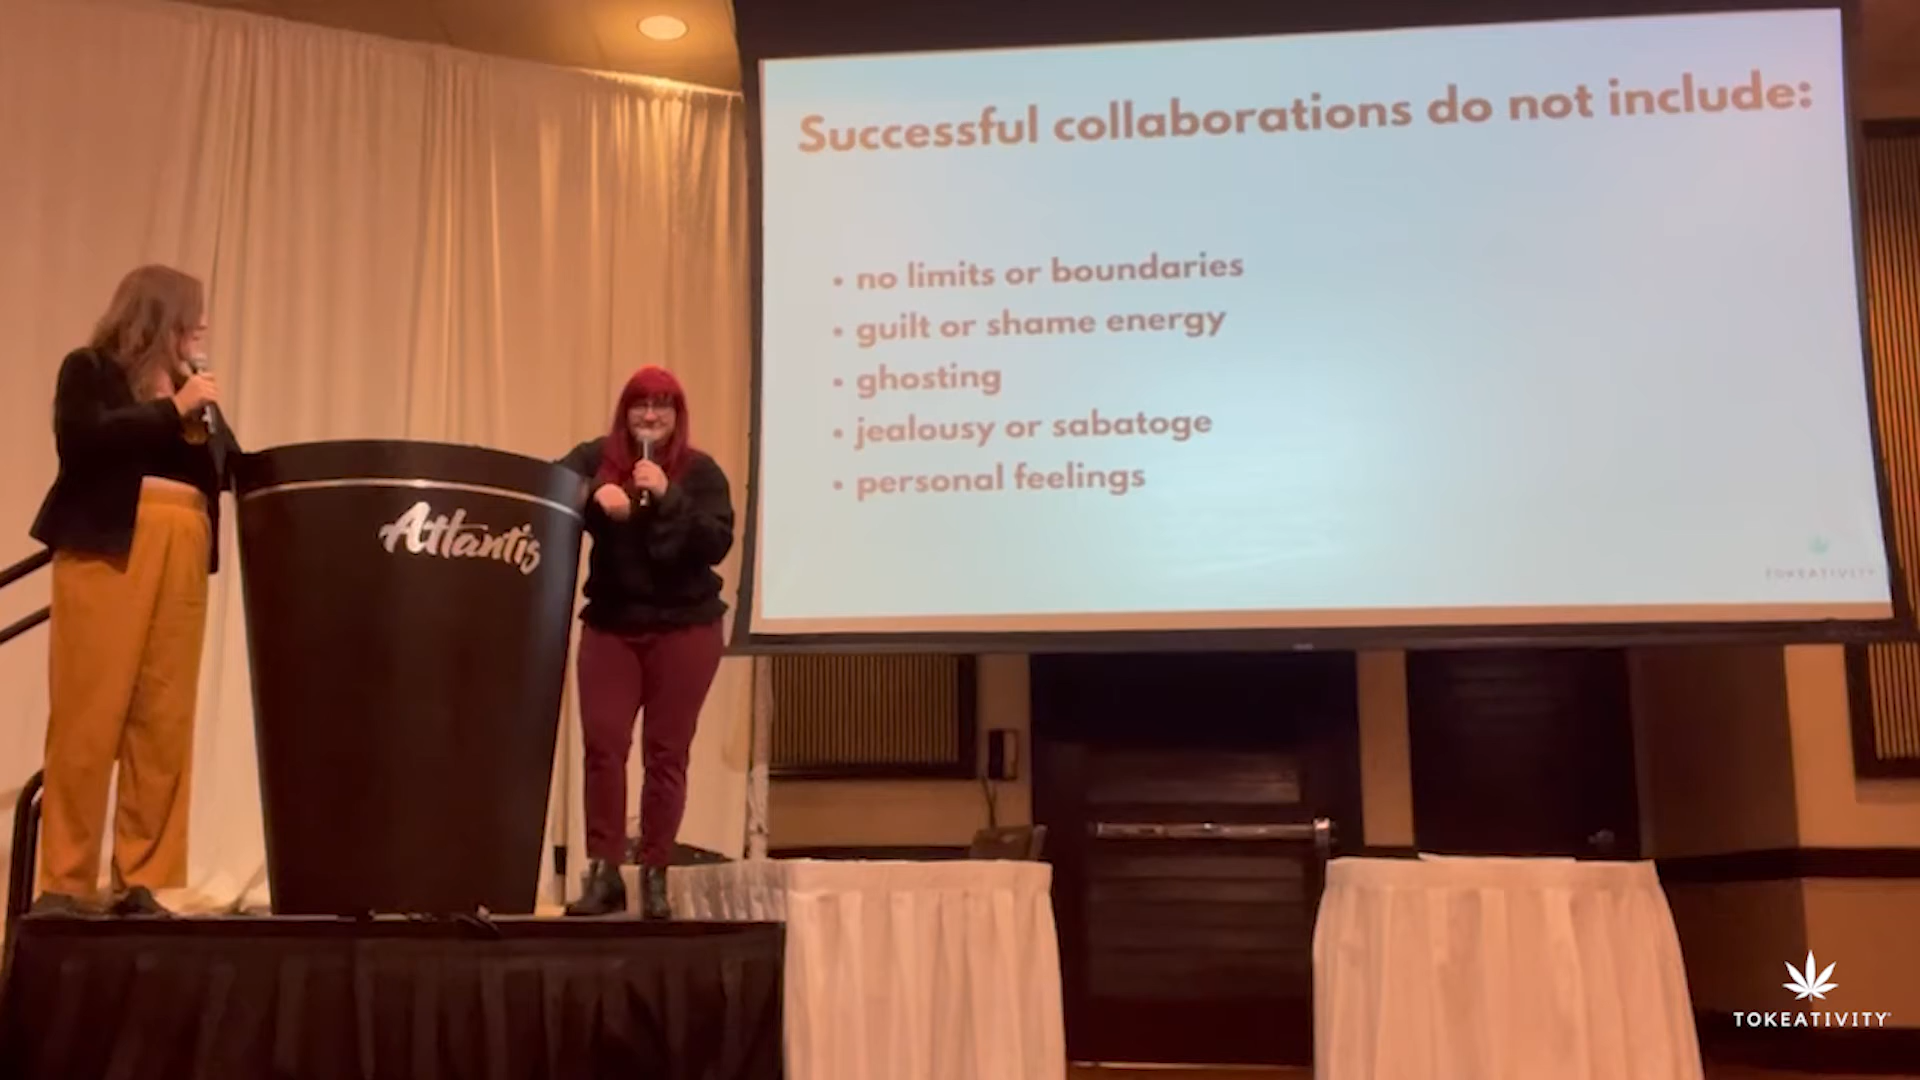 Successful collaborations do not include:
• no limits or boundaries
• guilt or shame energy
• ghosting
• jealousy or sabatoge
• personal feelings
TOKEATIVITY
Atlantis
TOKEATIVITY